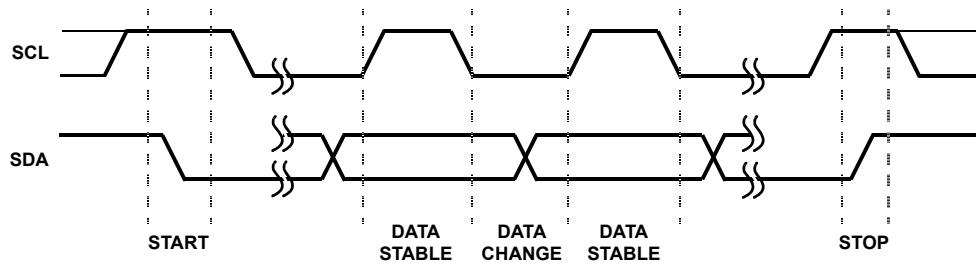 SCL
SDA
START
DATA
STABLE
DATA
CHANGE
DATA
STABLE
STOP